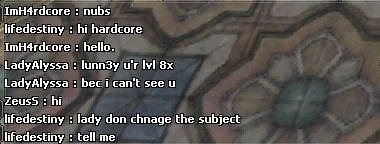 ImH4rdcore : nubs
lifedestiny : hi hardcore
ImH4rdcore : hello.
LadyAlyssa : lunn3y u'r lvl 8x
LadyAlyssa : bec i can't see u
Zeus5 : hi
lifedestiny : lady don chnage the subject
lifedestiny : tell me